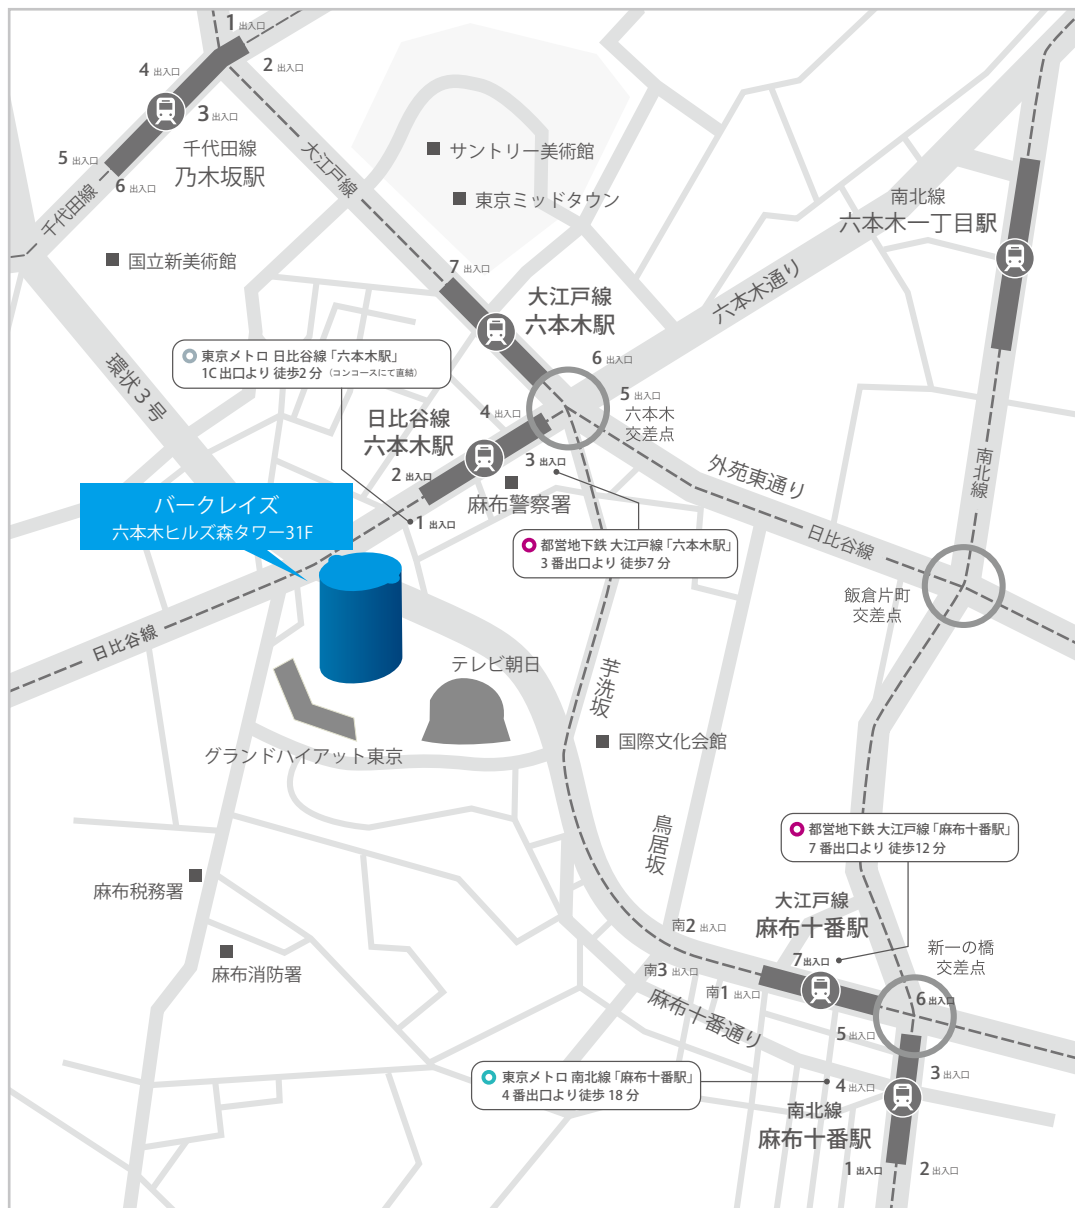 1 出入口
2 出入口
4 出入口
3 出入口
5 出入口
6 出入口
千代田線
乃木坂駅
千代田線
大江戸線
サントリー美術館
東京ミッドタウン
国立新美術館
南北線
六本木一丁目駅
7 出入口
大江戸線
六本木駅
六本木通り
環状3号
東京メトロ 日比谷線「六本木駅」
1C 出口より 徒歩2 分 (コンコースにて直結)
6 出入口
5 出入口
六本木
交差点
4 出入口
日比谷線
六本木駅
3 出入口
2 出入口
麻布警察署
1 出入口
外苑東通り
南北線
バークレイズ
六本木ヒルズ森タワー31F
都営地下鉄 大江戸線「六本木駅」
3 番出口より 徒歩7 分
日比谷線
飯倉片町
交差点
日比谷線
テレビ朝日
芋洗坂
グランドハイアット東京
国際文化会館
鳥居坂
都営地下鉄 大江戸線「麻布十番駅」
7 番出口より 徒歩12 分
麻布税務署
大江戸線
麻布十番駅
南2 出入口
麻布消防署
南3 出入口
7 出入口
新一の橋
交差点
南1 出入口
6 出入口
麻布十番通り
5 出入口
東京メトロ 南北線「麻布十番駅」
4 番出口より徒歩 18 分
4 出入口
3 出入口
南北線
麻布十番駅
1 出入口
2 出入口